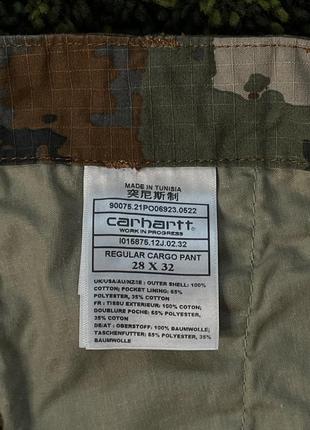 MADE IN TUNISIA
突尼斯制
90075.21PO06923.0522
carhartt
WORK IN PROGRESS
I015875.12J.02.32
REGULAR CARGO PANT
28 X 32
UK/USA/AU/NZ/IE : OUTER SHELL: 100%
COTTON; POCKET LINING: 65%
POLYESTER, 35% COTTON
FR : TISSU EXTERIEUR: 100% COTON;
DOUBLURE POCHE: 65% POLYESTER,
35% COTON
DE/AT : OBERSTOFF: 100% BAUMWOLLE;
TASCHENFUTTER: 65% POLYESTER, 35%
BAUMWOLLE